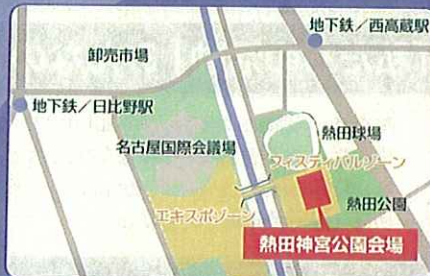 地下鉄/西高蔵駅
卸売市場
地下鉄/日比野駅
名古屋国際会議場
熱田球場
フェスティバルゾーン
エキスポゾーン
熱田公園
熱田神宮公園会場